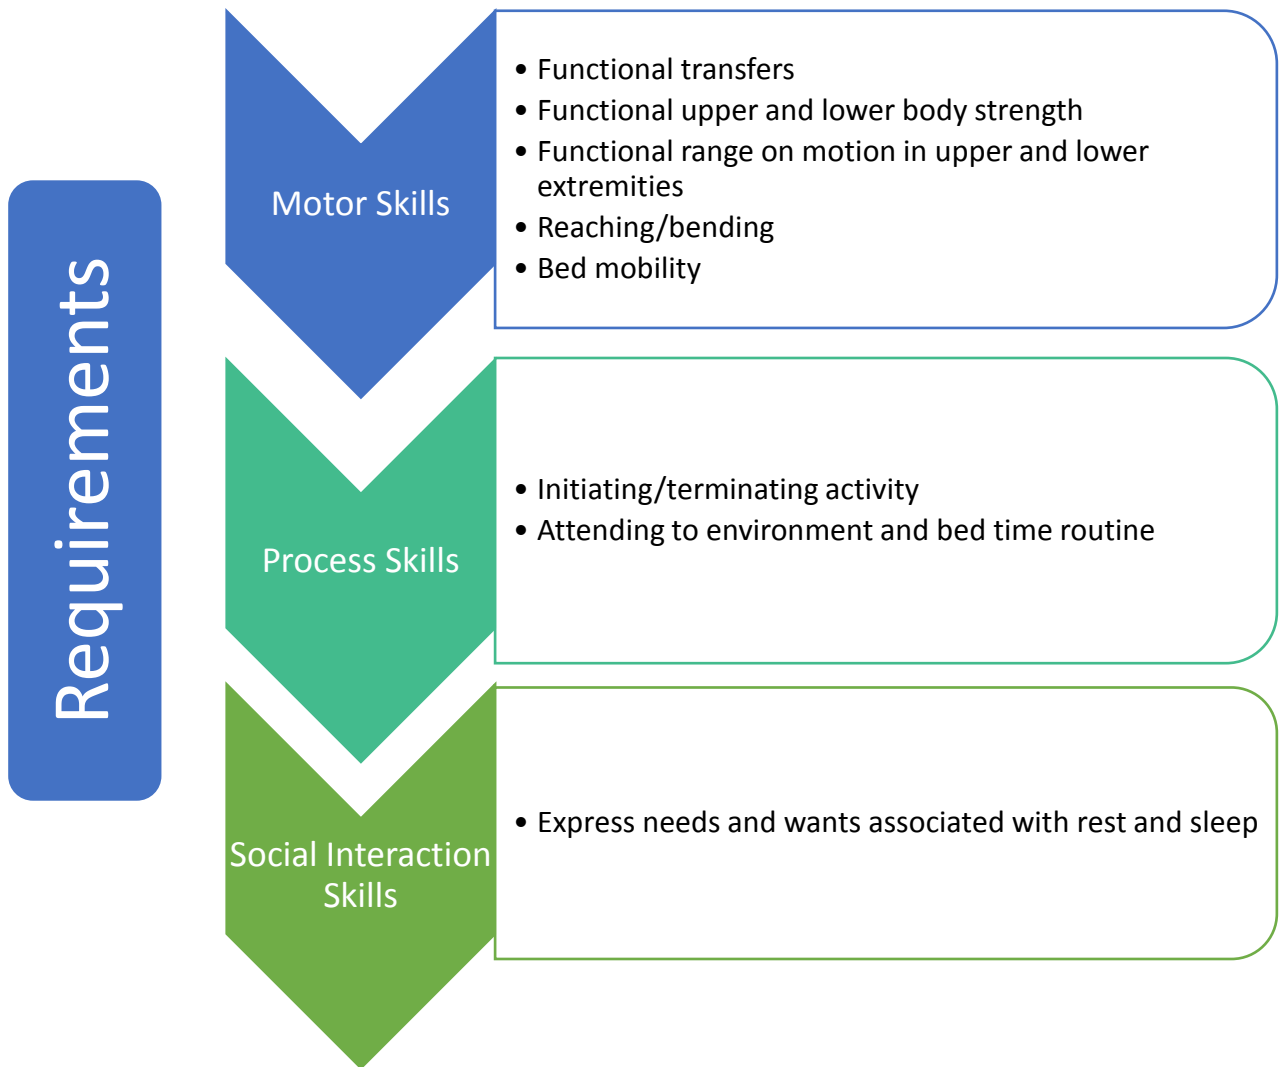 Requirements
Motor Skills
• Functional transfers
• Functional upper and lower body strength
• Functional range on motion in upper and lower
extremities
• Reaching/bending
• Bed mobility
Process Skills
• Initiating/terminating activity
• Attending to environment and bed time routine
Social Interaction
Skills
• Express needs and wants associated with rest and sleep